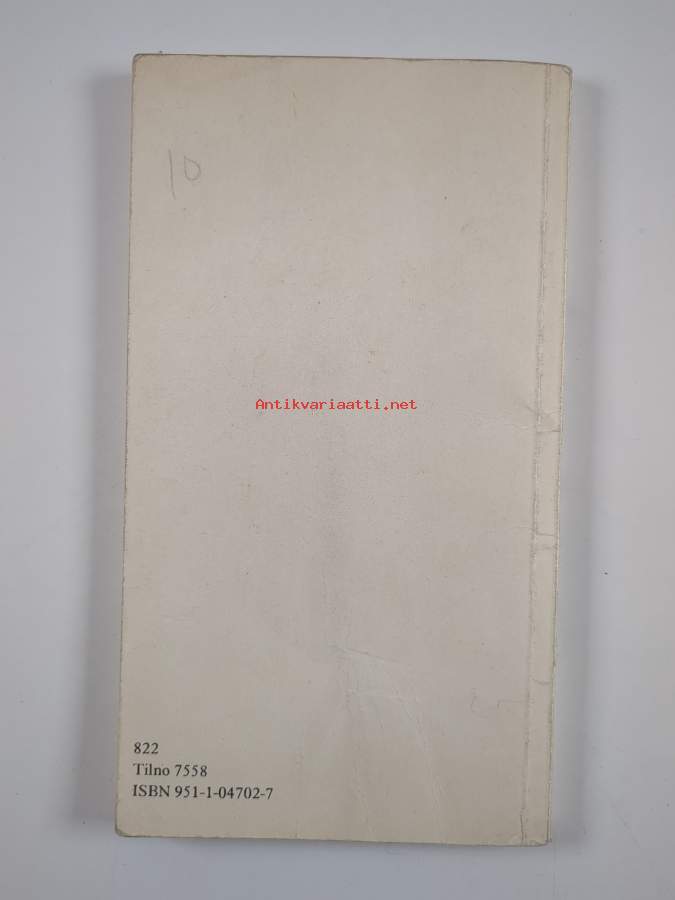 10
Antikvariaatti.net
822
Tilno 7558
ISBN 951-1-04702-7